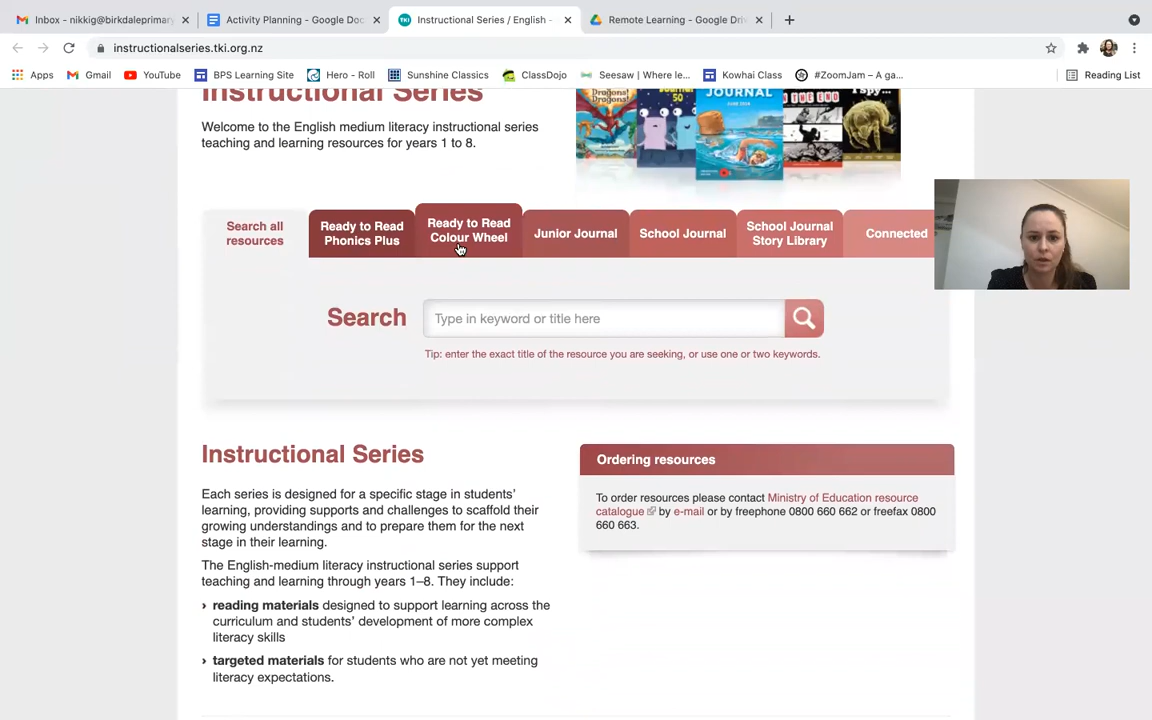 Inbox - nikkig@birkdaleprimary
Activity Planning - Google Doc
Instructional Series / English -
Remote Learning - Google Driv
instructionalseries.tki.org.nz
Apps
Gmail
YouTube
BPS Learning Site
Hero - Roll
Sunshine Classics
ClassDojo
Seesaw | Where le...
Kowhai Class
#ZoomJam – A ga...
Reading List
Instructional Series
Welcome to the English medium literacy instructional series
teaching and learning resources for years 1 to 8.
Dragons!
JOURNAL
50
JOURNAL
Search all
resources
Ready to Read
Phonics Plus
Ready to Read
Colour Wheel
Junior Journal
School Journal
School Journal
Story Library
Connected
Search
Type in keyword or title here
Tip: enter the exact title of the resource you are seeking, or use one or two keywords.
Instructional Series
Each series is designed for a specific stage in students'
learning, providing supports and challenges to scaffold their
growing understandings and to prepare them for the next
stage in their learning.
The English-medium literacy instructional series support
teaching and learning through years 1–8. They include:
› reading materials designed to support learning across the
curriculum and students' development of more complex
literacy skills
› targeted materials for students who are not yet meeting
literacy expectations.
Ordering resources
To order resources please contact Ministry of Education resource
catalogue by e-mail or by freephone 0800 660 662 or freefax 0800
660 663.